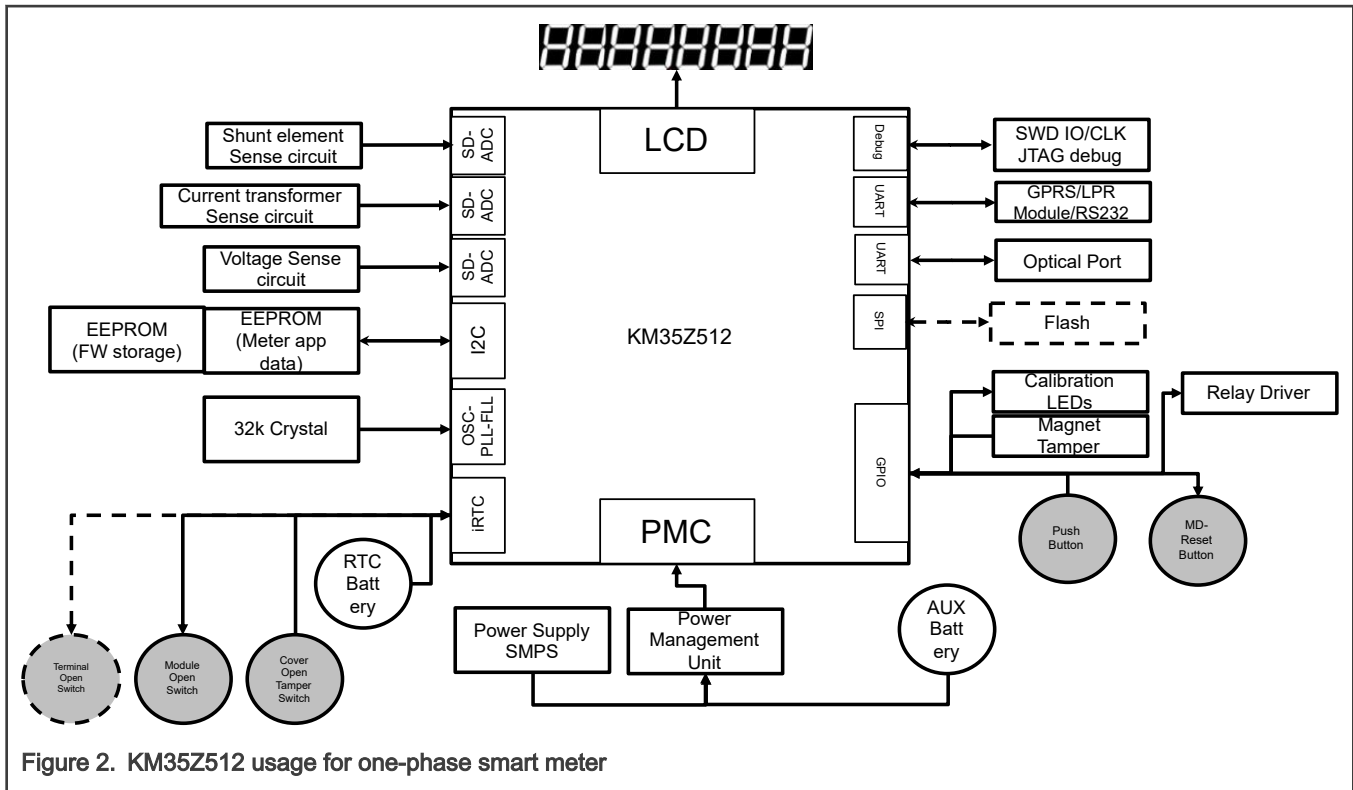 LCD
Shunt element
Sense circuit
SD-
ADC
Current transformer
Sense circuit
SD-
ADC
Voltage Sense
circuit
SD-
ADC
EEPROM
(FW storage)
EEPROM
(Meter app
data)
I2C
32k Crystal
OSC-
PLL-FLL
iRTC
RTC
Batt
ery
Terminal
Open
Switch
Module
Open
Switch
Cover
Open
Tamper
Switch
KM35Z512
PMC
Power Supply
SMPS
Power
Management
Unit
AUX
Batt
ery
Debug
SWD IO/CLK
JTAG debug
UART
GPRS/LPR
Module/RS232
UART
Optical Port
SPI
Flash
GPIO
Calibration
LEDs
Magnet
Tamper
Relay Driver
Push
Button
MD-
Reset
Button
Figure 2. KM35Z512 usage for one-phase smart meter